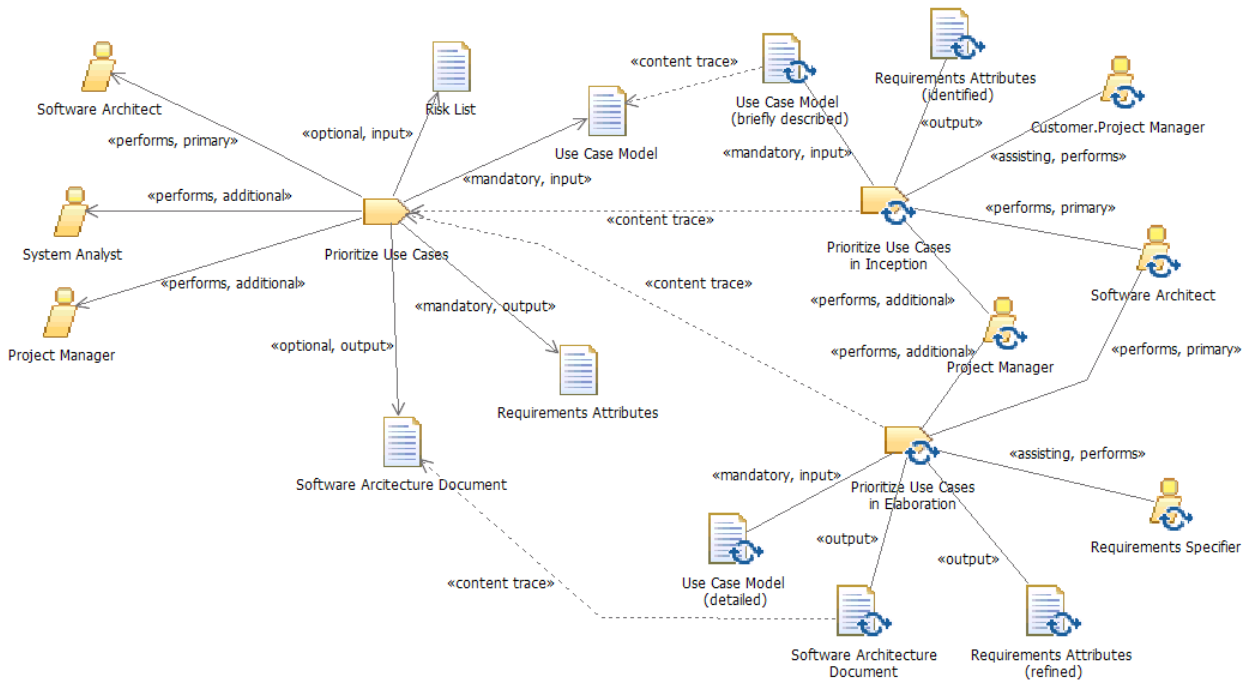 Software Architect
«performs, primary»
«optional, input»
Risk List
«content trace»
Use Case Model
«mandatory, input»
Use Case Model
(briefly described)
Requirements Attributes
(identified)
«output»
Customer.Project Manager
«mandatory, input»
«assisting, performs»
«performs, additional»
System Analyst
Prioritize Use Cases
«content trace»
«performs, primary»
Prioritize Use Cases
in Inception
Software Architect
«performs, additional»
Project Manager
«mandatory, output»
«optional, output»
«content trace»
«performs, additional»
«performs, additional»
Project Manager
«performs, primary»
Requirements Attributes
Software Arcitecture Document
«mandatory, input»
Prioritize Use Cases
in Elaboration
«assisting, performs»
Requirements Specifier
«output»
«output»
Use Case Model
(detailed)
«content trace»
Software Architecture
Document
Requirements Attributes
(refined)